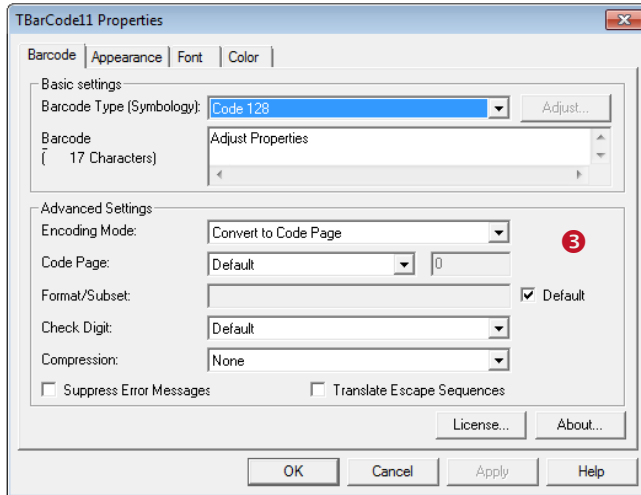 TBarCode11 Properties
Barcode Appearance Font Color
Basic settings
Barcode Type (Symbology): Code 128 Adjust...
Barcode Adjust Properties
( 17 Characters)
Advanced Settings
Encoding Mode: Convert to Code Page
3
Code Page: Default 0
Format/Subset: Default
Check Digit: Default
Compression: None
Suppress Error Messages Translate Escape Sequences
License... About...
OK Cancel Apply Help